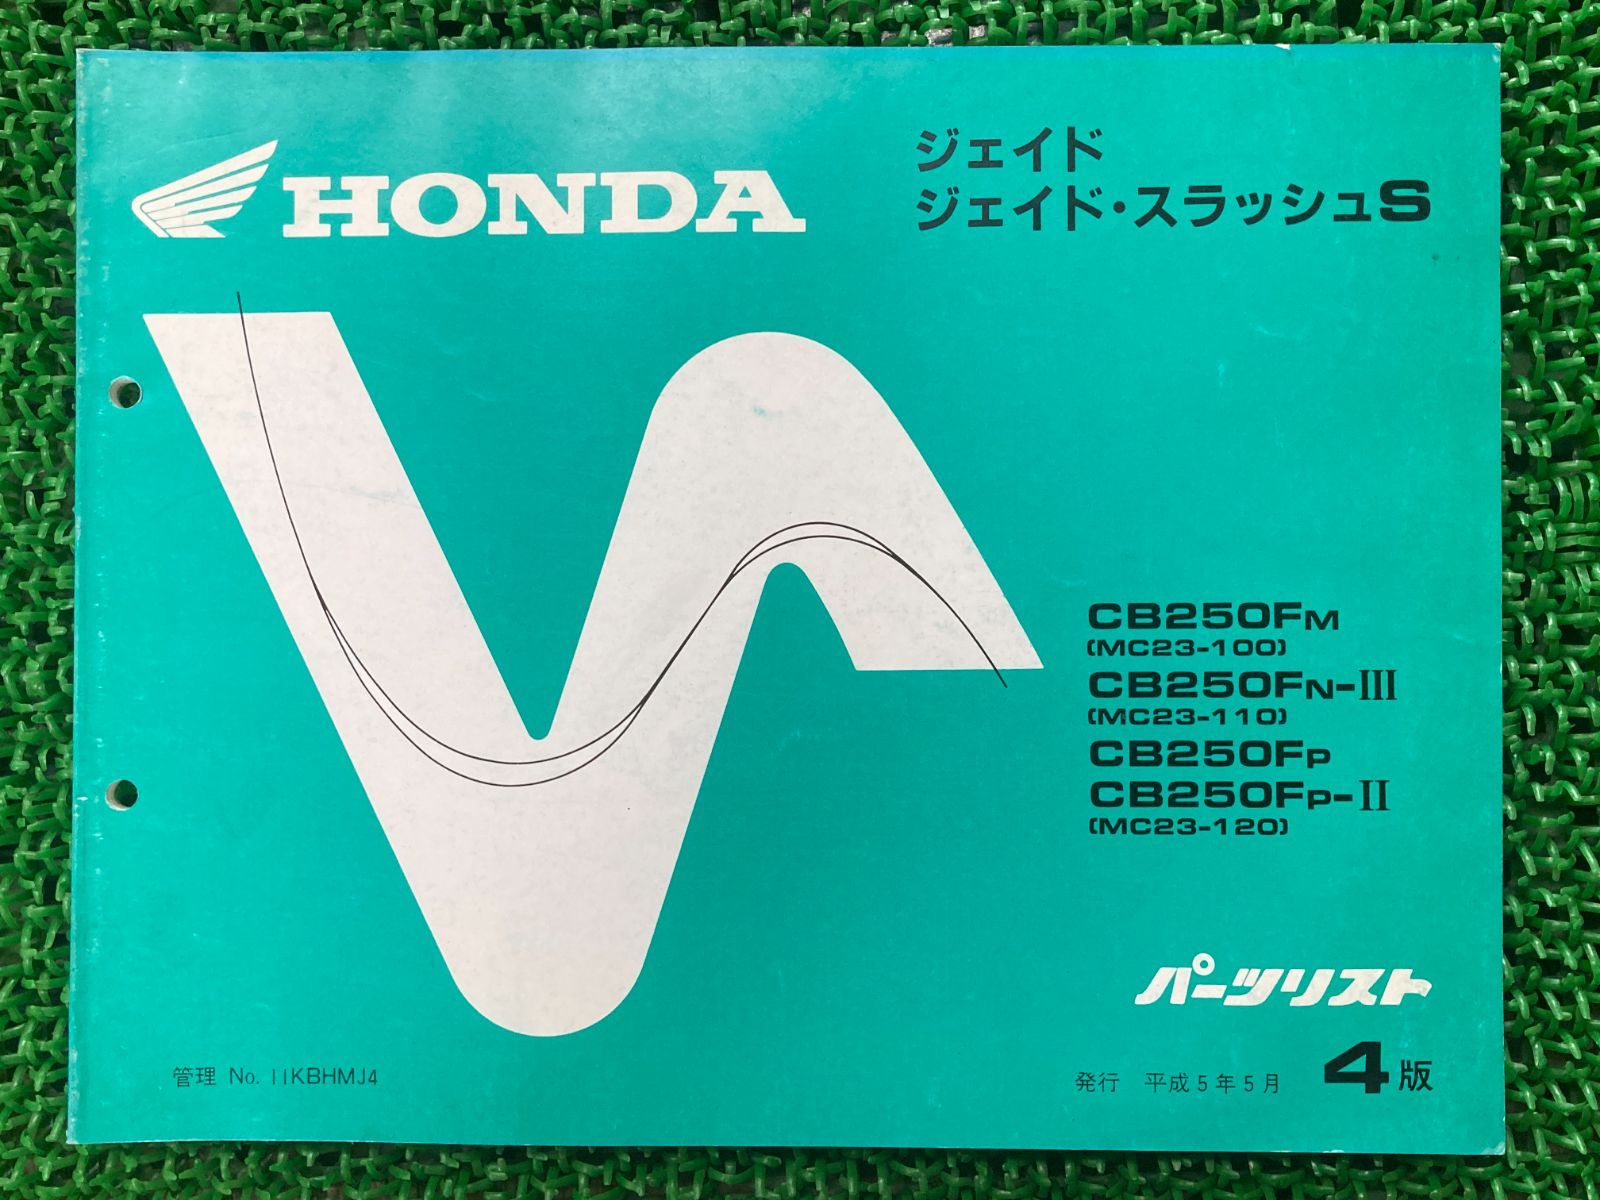 HONDA
ジェイド
ジェイド・スラッシュS
CB250FM
(MC23-100)
CB250FN-III
(MC23-110)
CB250FP
CB250FP-II
(MC23-120)
パーツリスト
管理 No. 11KBHMJ4
発行 平成5年5月 4版